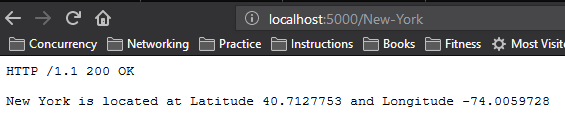 localhost:5000/New-York
Concurrency Networking Practice Instructions Books Fitness Most Visite
HTTP /1.1 200 OK
New York is located at Latitude 40.7127753 and Longitude -74.0059728